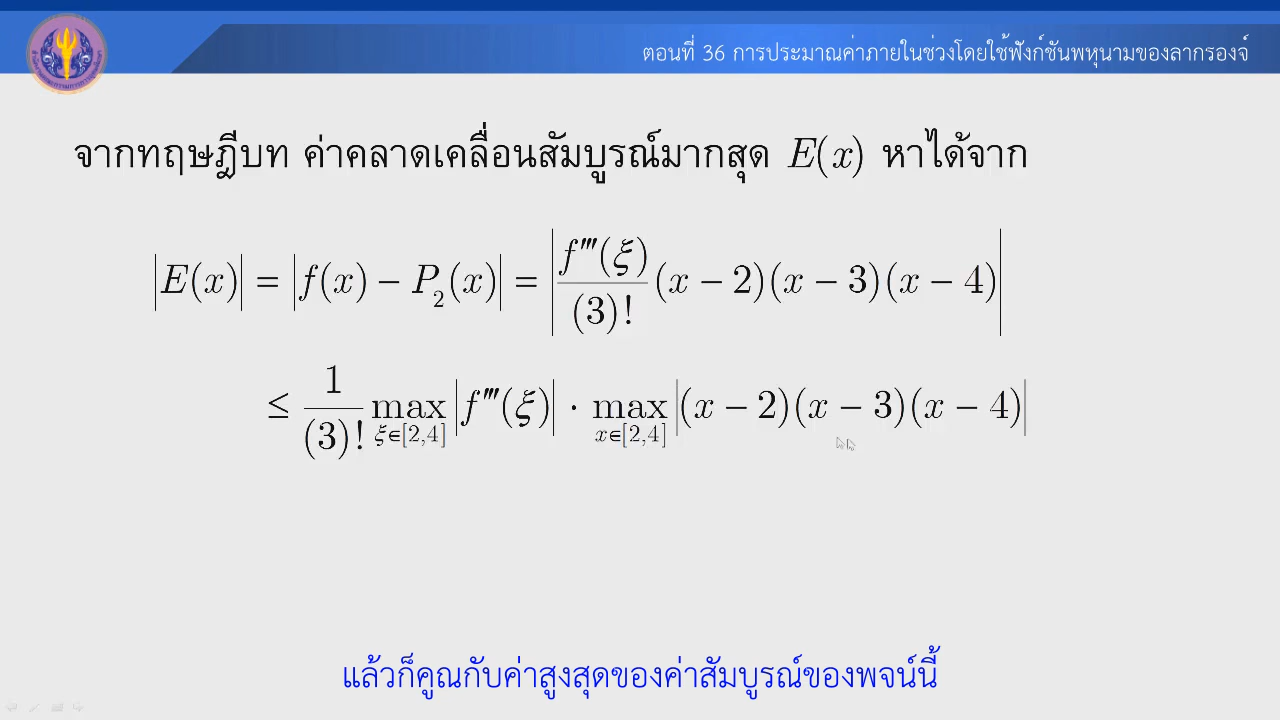 ตอนที่ 36 การประมาณค่าภายในช่วงโดยใช้ฟังก์ชันพหุนามของลากรองจ์
จากทฤษฎีบท ค่าคลาดเคลื่อนสัมบูรณ์มากสุด E(x) หาได้จาก
|E(x)| = |f(x) − P₂(x)| = |f‴(ξ)/(3)! (x − 2)(x − 3)(x − 4)|
≤ 1/(3)! max ξ∈[2,4] |f‴(ξ)| · max x∈[2,4] |(x − 2)(x − 3)(x − 4)|
แล้วก็คูณกับค่าสูงสุดของค่าสัมบูรณ์ของพจน์นี้